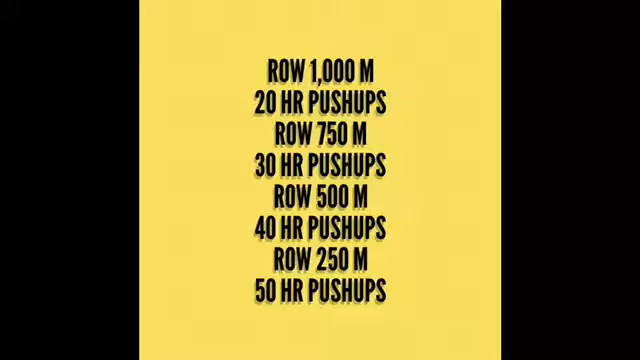 ROW 1,000 M
20 HR PUSHUPS
ROW 750 M
30 HR PUSHUPS
ROW 500 M
40 HR PUSHUPS
ROW 250 M
50 HR PUSHUPS